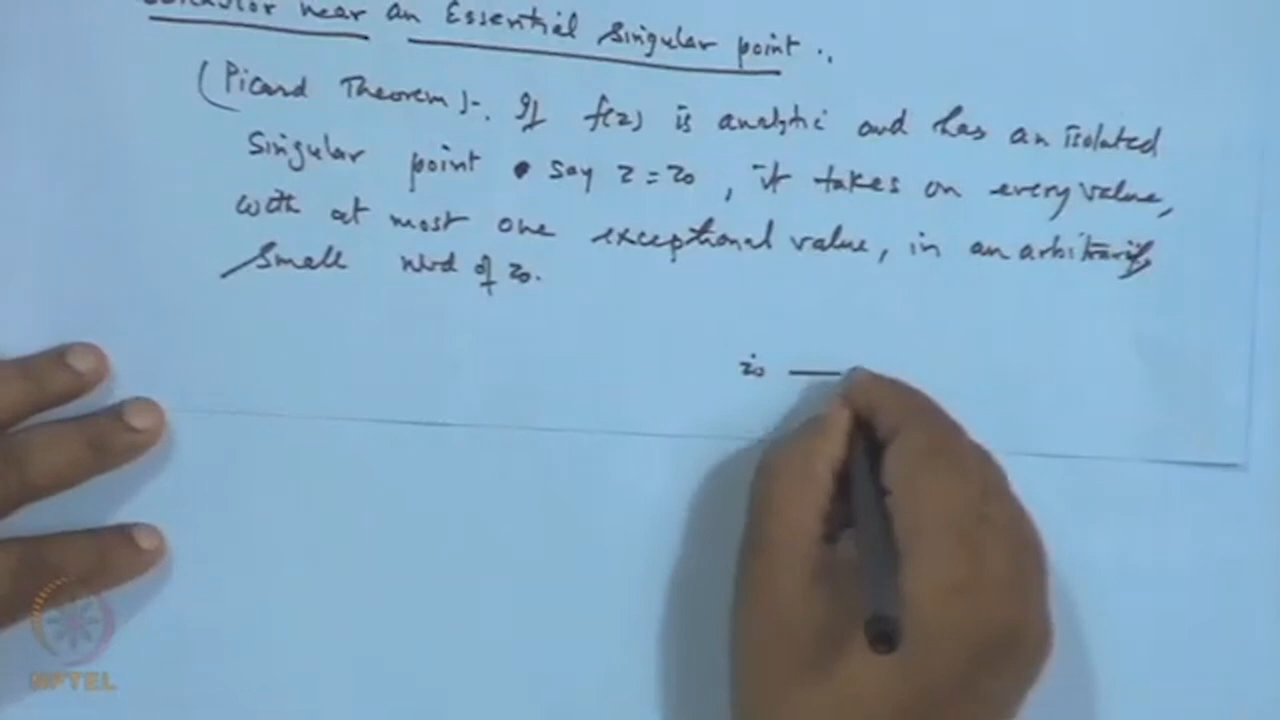 near an Essential Singular point :.
(Picard Theorem):. If f(z) is analytic and has an isolated
Singular point say z = z0, it takes on every value,
with at most one exceptional value, in an arbitrarily
Small nbd of z0.
z0 —
NPTEL